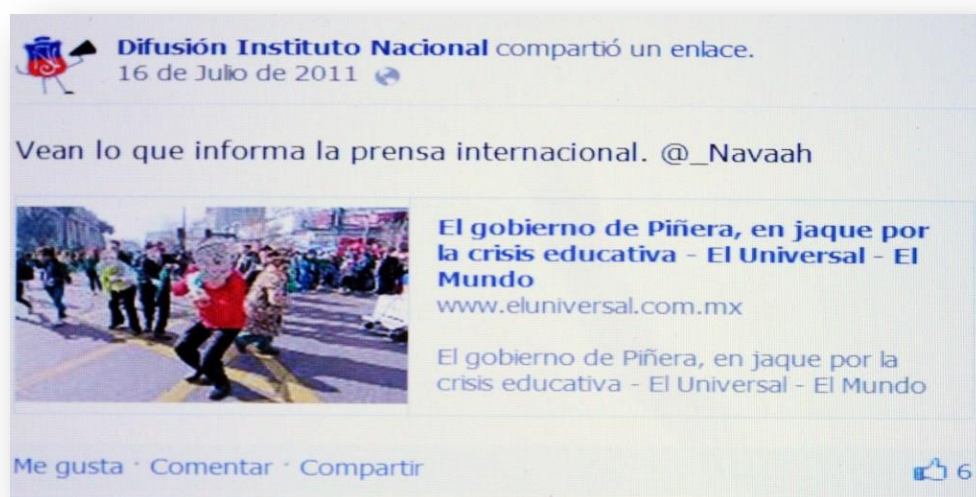 Difusión Instituto Nacional compartió un enlace.
16 de Julio de 2011
Vean lo que informa la prensa internacional. @_Navaah
El gobierno de Piñera, en jaque por
la crisis educativa - El Universal - El
Mundo
www.eluniversal.com.mx
El gobierno de Piñera, en jaque por la
crisis educativa - El Universal - El Mundo
Me gusta · Comentar · Compartir
6